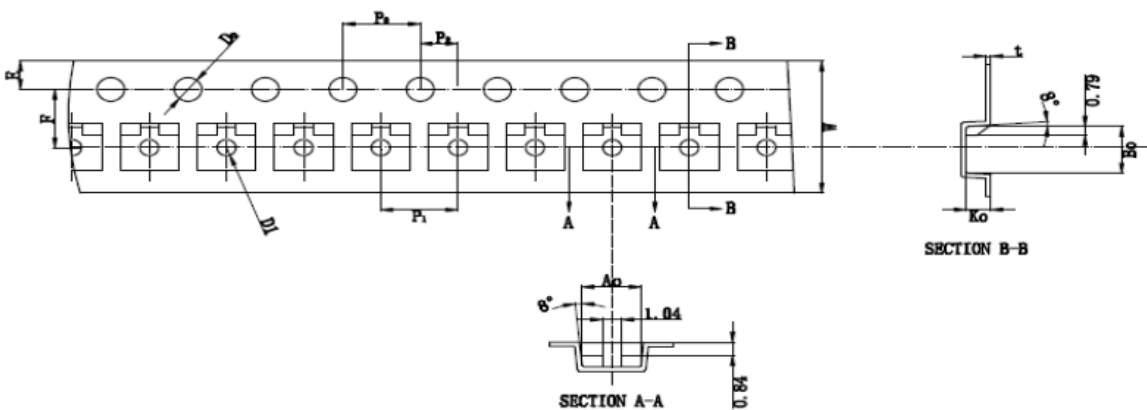 P₀
P₂
D₀
B
t
E
F
W
8°
0.79
B₀
D1
P₁
A
A
B
K₀
SECTION B-B
A₀
8°
1.04
0.84
SECTION A-A